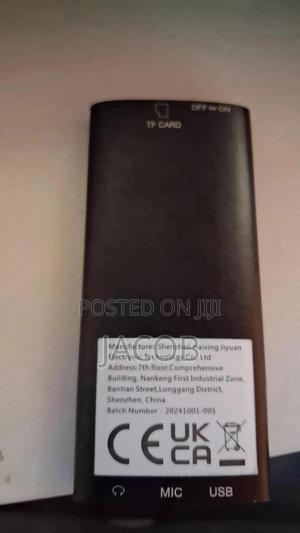 OFF ON
TF CARD
POSTED ON JIJI
JACOB
Manufacturer:Shenzhen Haixing Jiyuan
Electronic Technology Co., Ltd
Address:7th floor,Comprehensive
Building, Nankeng First Industrial Zone,
Bantian Street,Longgang District,
Shenzhen, China
Batch Number : 20241001-001
CE UK
CA
MIC USB